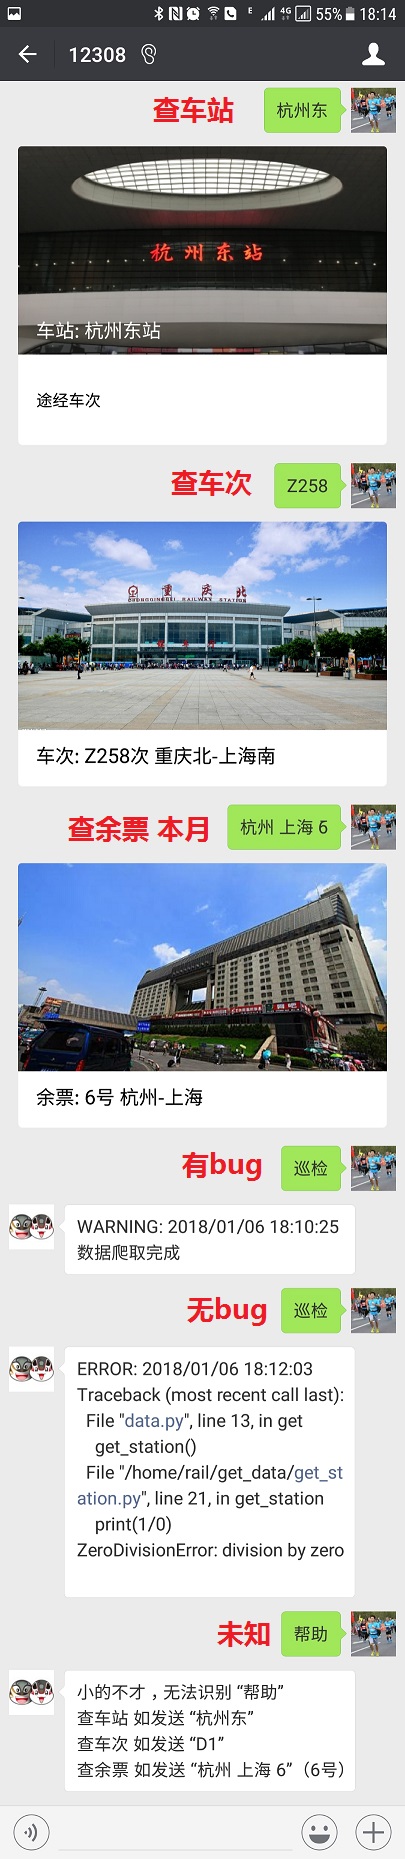 E 4G 55% 18:14
12308
查车站 杭州东
杭州东站
车站: 杭州东站
途经车次
查车次 Z258
重庆北
CHONGQINGBEI RAILWAY STATION
车次: Z258次 重庆北-上海南
查余票 本月 杭州 上海 6
余票: 6号 杭州-上海
有bug 巡检
WARNING: 2018/01/06 18:10:25
数据爬取完成
无bug 巡检
ERROR: 2018/01/06 18:12:03
Traceback (most recent call last):
File "data.py", line 13, in get
get_station()
File "/home/rail/get_data/get_st
ation.py", line 21, in get_station
print(1/0)
ZeroDivisionError: division by zero
未知 帮助
小的不才，无法识别 “帮助”
查车站 如发送 “杭州东”
查车次 如发送 “D1”
查余票 如发送 “杭州 上海 6”（6号）